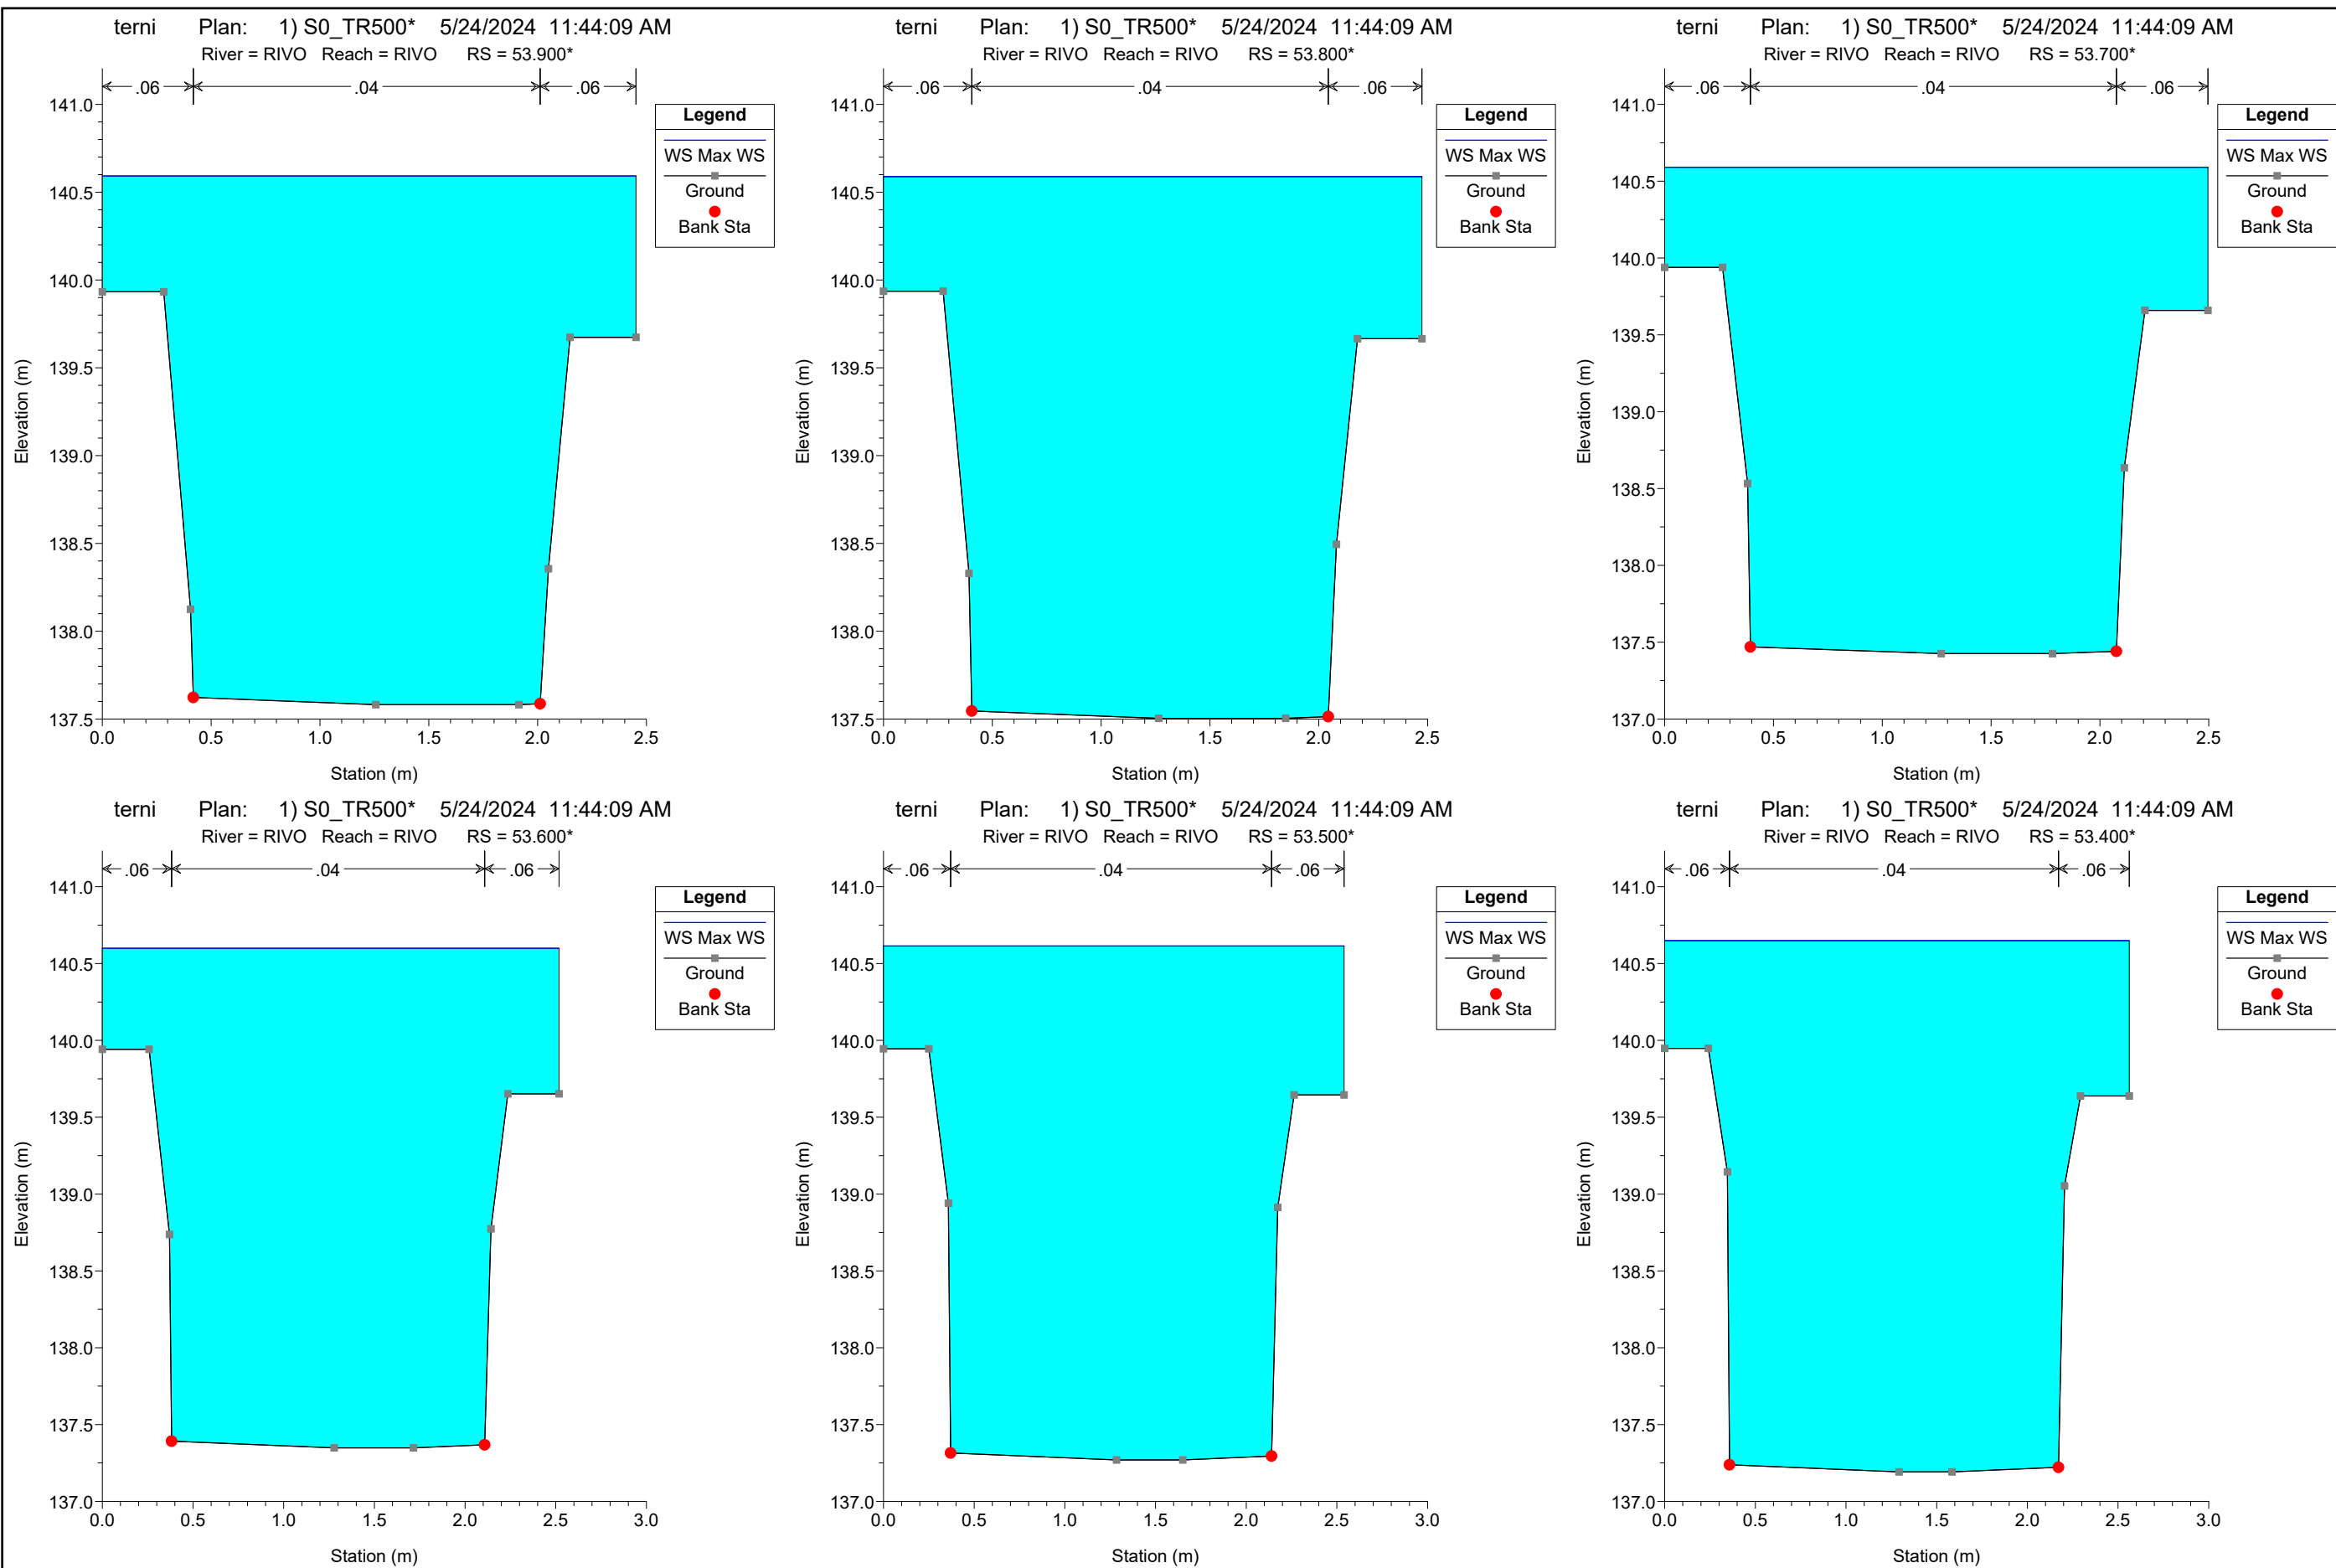 terni Plan: 1) S0_TR500* 5/24/2024 11:44:09 AM
River = RIVO Reach = RIVO RS = 53.900*
.06 .04 .06
141.0
140.5
140.0
139.5
139.0
138.5
138.0
137.5
0.0 0.5 1.0 1.5 2.0 2.5
Station (m)
Elevation (m)
Legend
WS Max WS
Ground
Bank Sta
terni Plan: 1) S0_TR500* 5/24/2024 11:44:09 AM
River = RIVO Reach = RIVO RS = 53.800*
.06 .04 .06
141.0
140.5
140.0
139.5
139.0
138.5
138.0
137.5
0.0 0.5 1.0 1.5 2.0 2.5
Station (m)
Elevation (m)
Legend
WS Max WS
Ground
Bank Sta
terni Plan: 1) S0_TR500* 5/24/2024 11:44:09 AM
River = RIVO Reach = RIVO RS = 53.700*
.06 .04 .06
141.0
140.5
140.0
139.5
139.0
138.5
138.0
137.5
137.0
0.0 0.5 1.0 1.5 2.0 2.5
Station (m)
Elevation (m)
Legend
WS Max WS
Ground
Bank Sta
terni Plan: 1) S0_TR500* 5/24/2024 11:44:09 AM
River = RIVO Reach = RIVO RS = 53.600*
.06 .04 .06
141.0
140.5
140.0
139.5
139.0
138.5
138.0
137.5
137.0
0.0 0.5 1.0 1.5 2.0 2.5 3.0
Station (m)
Elevation (m)
Legend
WS Max WS
Ground
Bank Sta
terni Plan: 1) S0_TR500* 5/24/2024 11:44:09 AM
River = RIVO Reach = RIVO RS = 53.500*
.06 .04 .06
141.0
140.5
140.0
139.5
139.0
138.5
138.0
137.5
137.0
0.0 0.5 1.0 1.5 2.0 2.5 3.0
Station (m)
Elevation (m)
Legend
WS Max WS
Ground
Bank Sta
terni Plan: 1) S0_TR500* 5/24/2024 11:44:09 AM
River = RIVO Reach = RIVO RS = 53.400*
.06 .04 .06
141.0
140.5
140.0
139.5
139.0
138.5
138.0
137.5
137.0
0.0 0.5 1.0 1.5 2.0 2.5 3.0
Station (m)
Elevation (m)
Legend
WS Max WS
Ground
Bank Sta